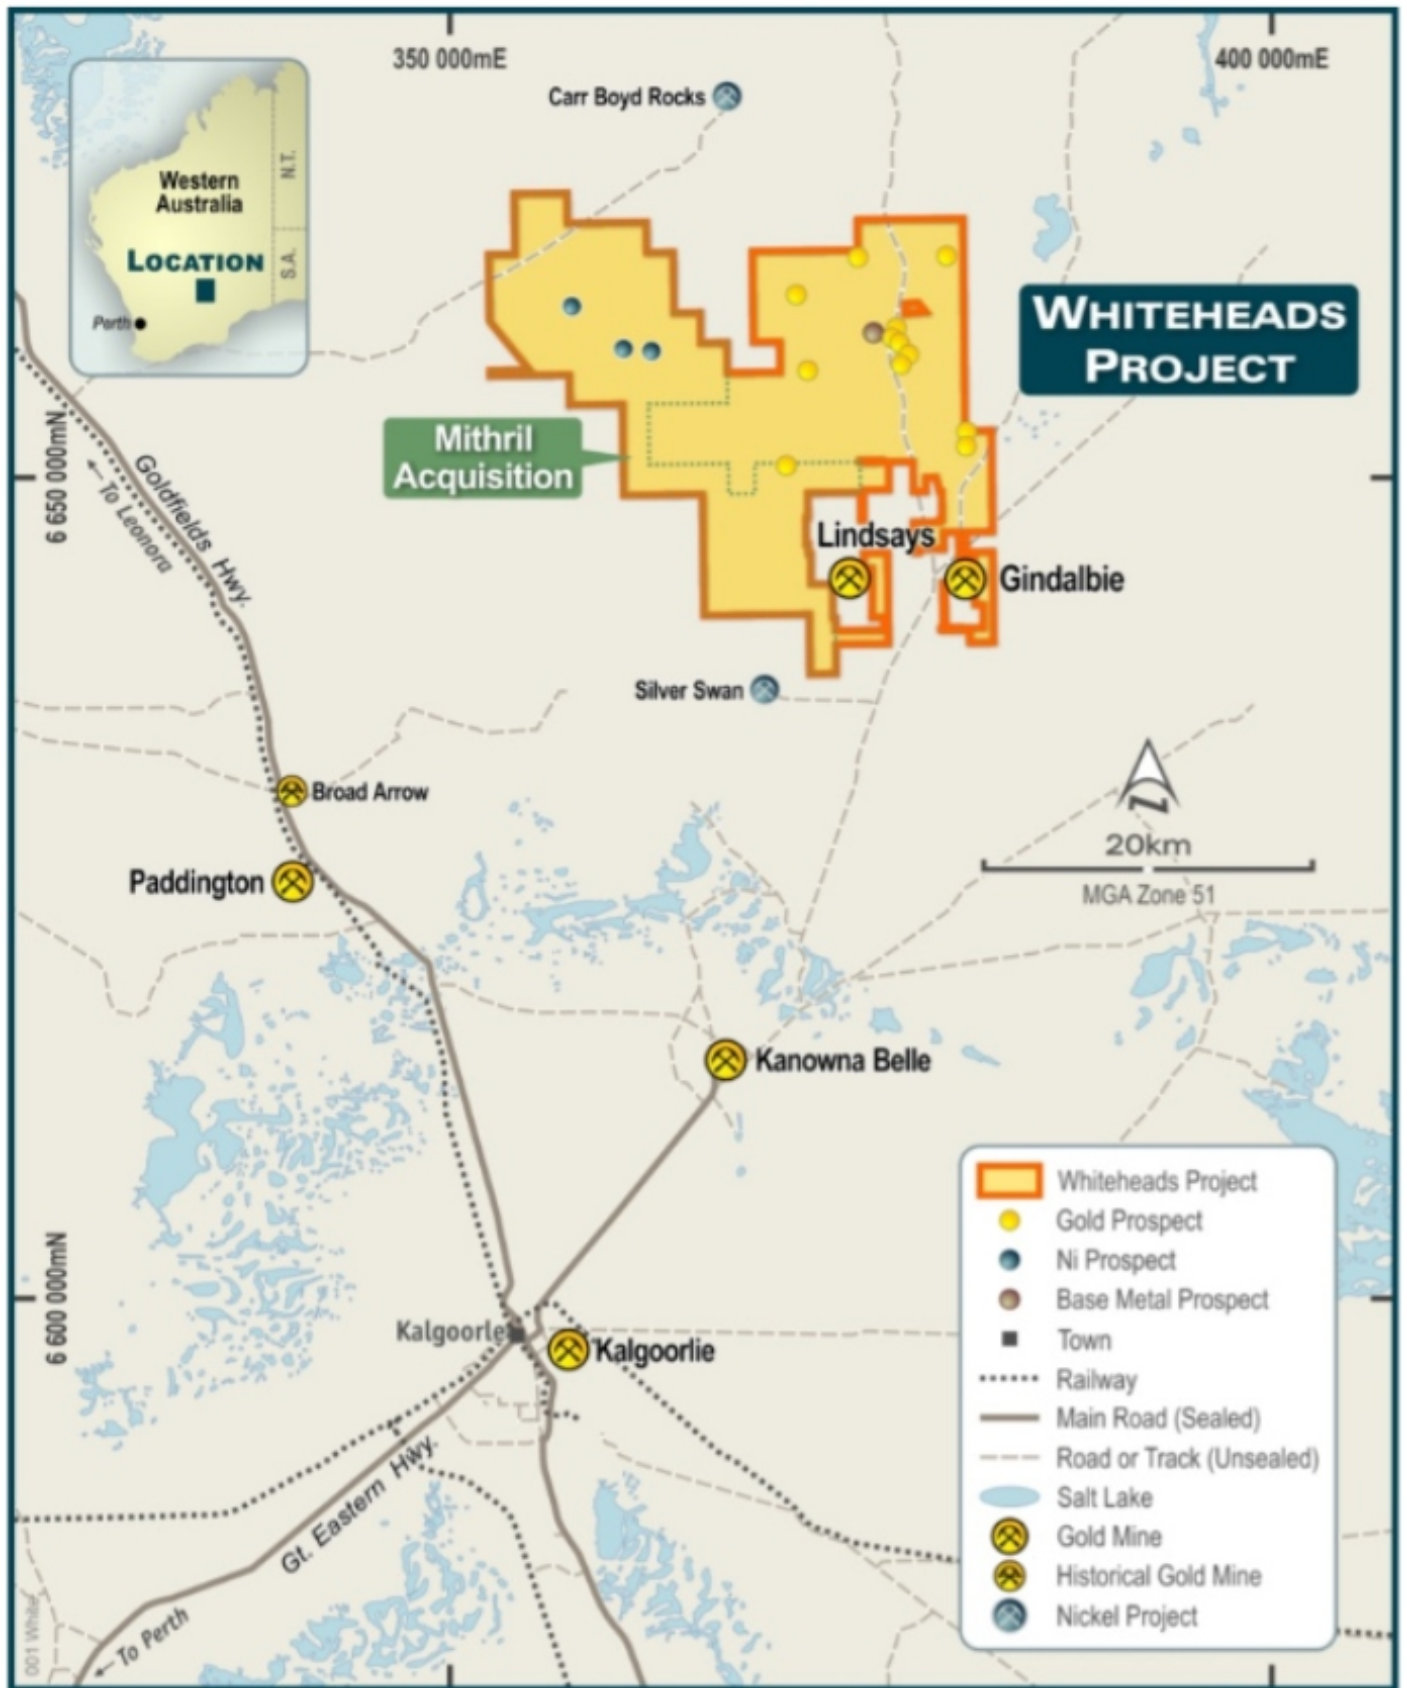 350 000mE
400 000mE
Carr Boyd Rocks
Western
Australia
N.T.
S.A.
LOCATION
Perth
WHITEHEADS
PROJECT
Mithril
Acquisition
6 650 000mN
Goldfields Hwy.
To Leonora
Lindsays
Gindalbie
Silver Swan
Broad Arrow
Paddington
20km
MGA Zone 51
Kanowna Belle
6 600 000mN
Kalgoorle
Kalgoorlie
Gt. Eastern Hwy.
To Perth
001 White
Whiteheads Project
Gold Prospect
Ni Prospect
Base Metal Prospect
Town
Railway
Main Road (Sealed)
Road or Track (Unsealed)
Salt Lake
Gold Mine
Historical Gold Mine
Nickel Project